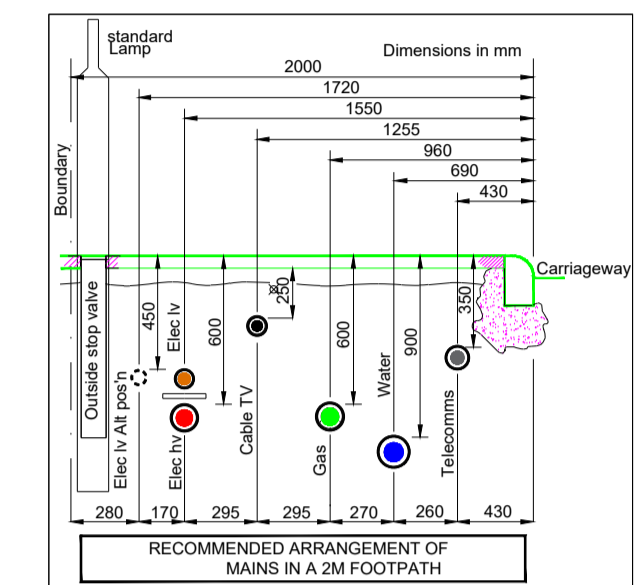 standard
Lamp
Dimensions in mm
2000
1720
1550
1255
960
690
430
Boundary
Carriageway
Outside stop valve
450
Elec lv
600
250
600
900
350
Elec lv Alt pos'n
Elec hv
Cable TV
Gas
Water
Telecomms
280
170
295
295
270
260
430
RECOMMENDED ARRANGEMENT OF
MAINS IN A 2M FOOTPATH